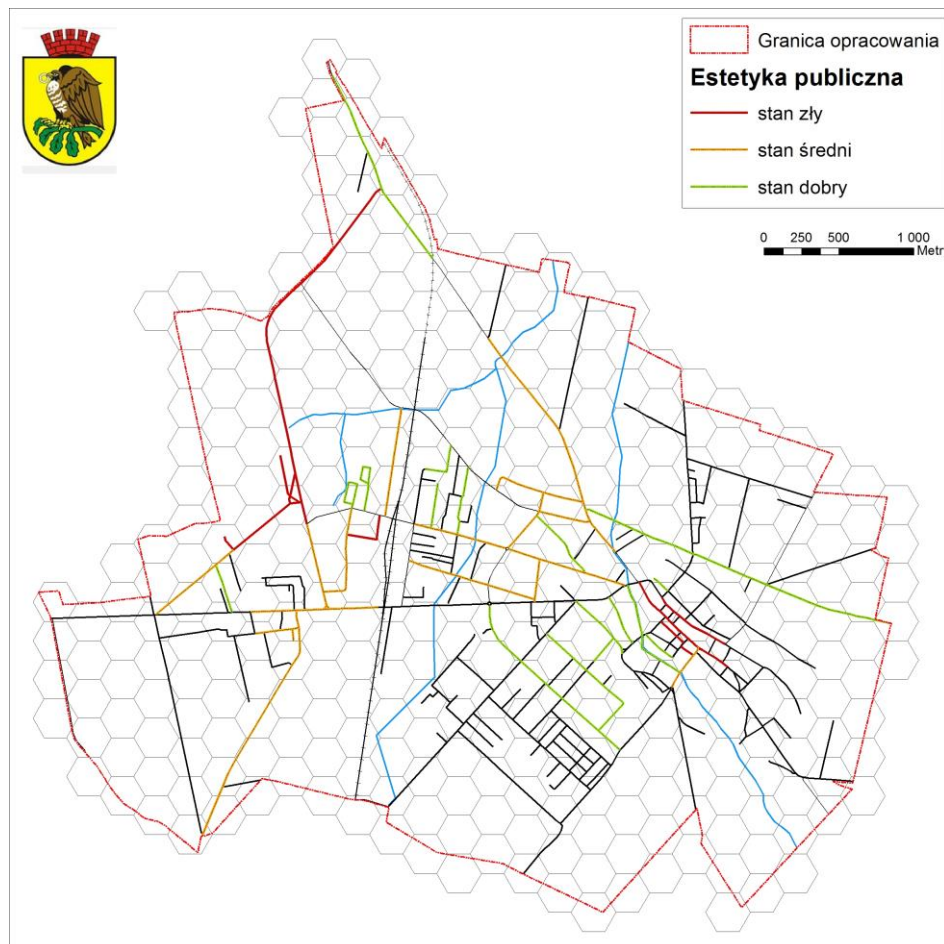 Granica opracowania
Estetyka publiczna
stan zły
stan średni
stan dobry
0 250 500 1 000
Metr